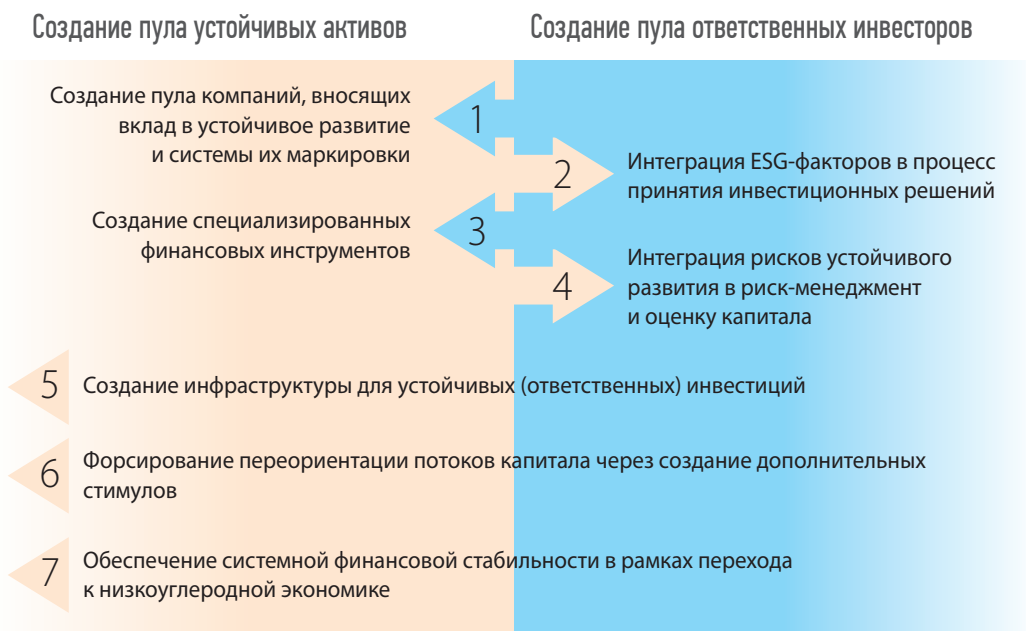 Создание пула устойчивых активов
Создание пула ответственных инвесторов
Создание пула компаний, вносящих
вклад в устойчивое развитие
и системы их маркировки
1
2
Интеграция ESG-факторов в процесс
принятия инвестиционных решений
Создание специализированных
финансовых инструментов
3
4
Интеграция рисков устойчивого
развития в риск-менеджмент
и оценку капитала
5
Создание инфраструктуры для устойчивых (ответственных) инвестиций
6
Форсирование переориентации потоков капитала через создание дополнительных
стимулов
7
Обеспечение системной финансовой стабильности в рамках перехода
к низкоуглеродной экономике